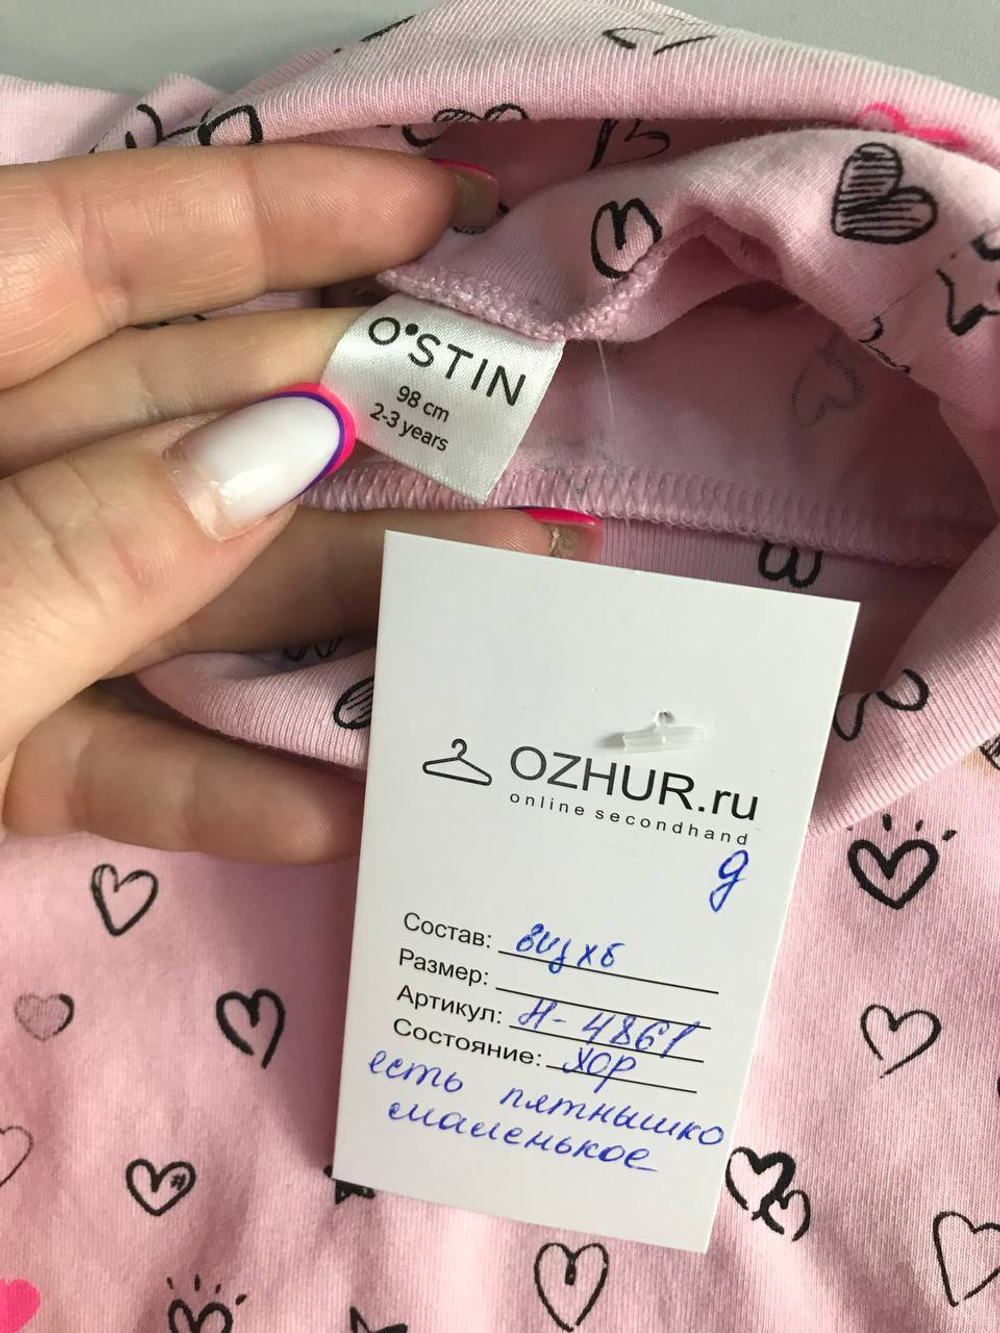 O'STIN
98 cm
2-3 years
OZHUR.ru
online secondhand
д
Состав: виз хб
Размер:
Артикул: Н-4861
Состояние: хор
есть пятнышко
маленькое